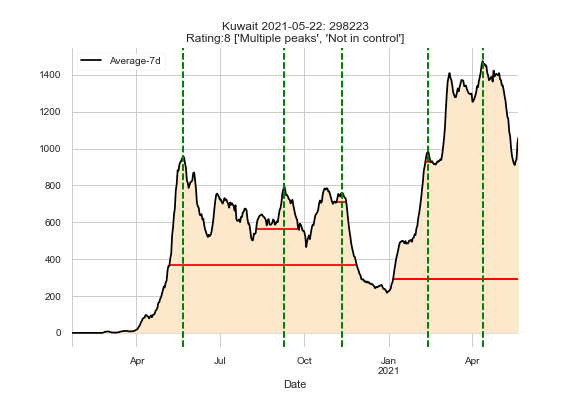 Kuwait 2021-05-22: 298223
Rating:8 ['Multiple peaks', 'Not in control']
Average-7d
1400
1200
1000
800
600
400
200
0
Apr
Jul
Oct
Jan
2021
Apr
Date